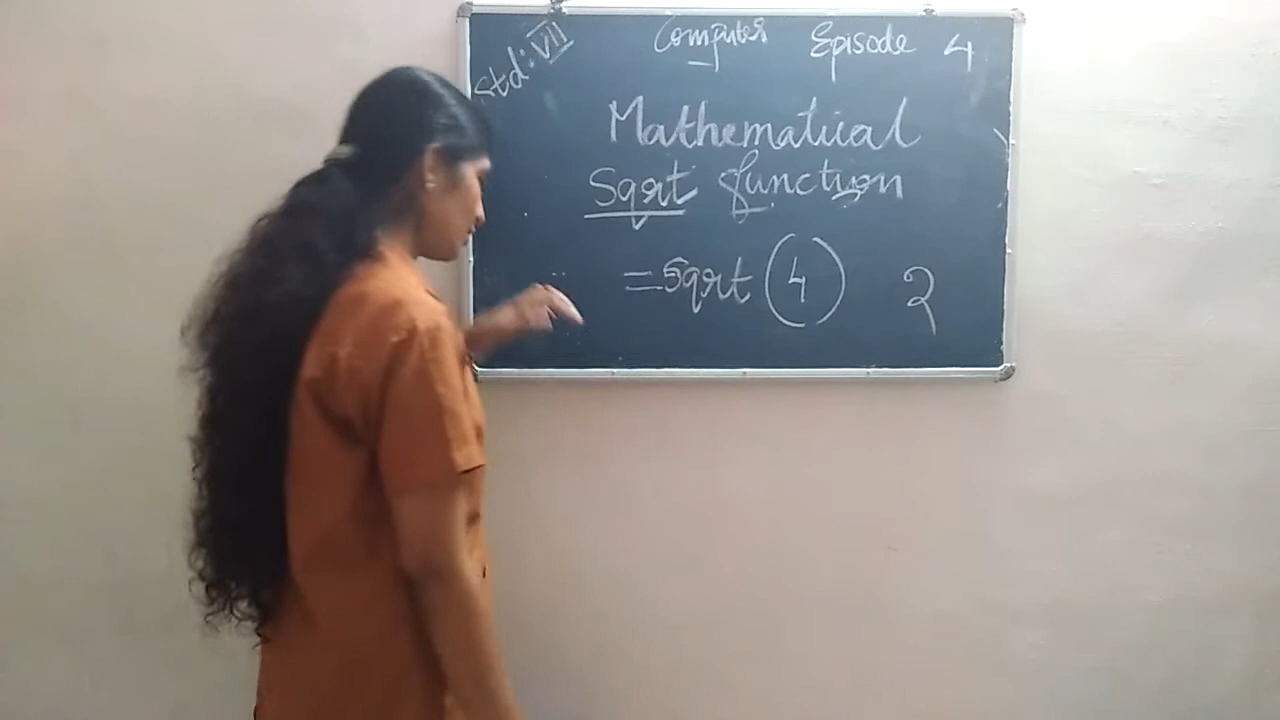 Std: VII
Computer Episode 4
Mathematical
Sqrt function
=Sqrt (4) 2